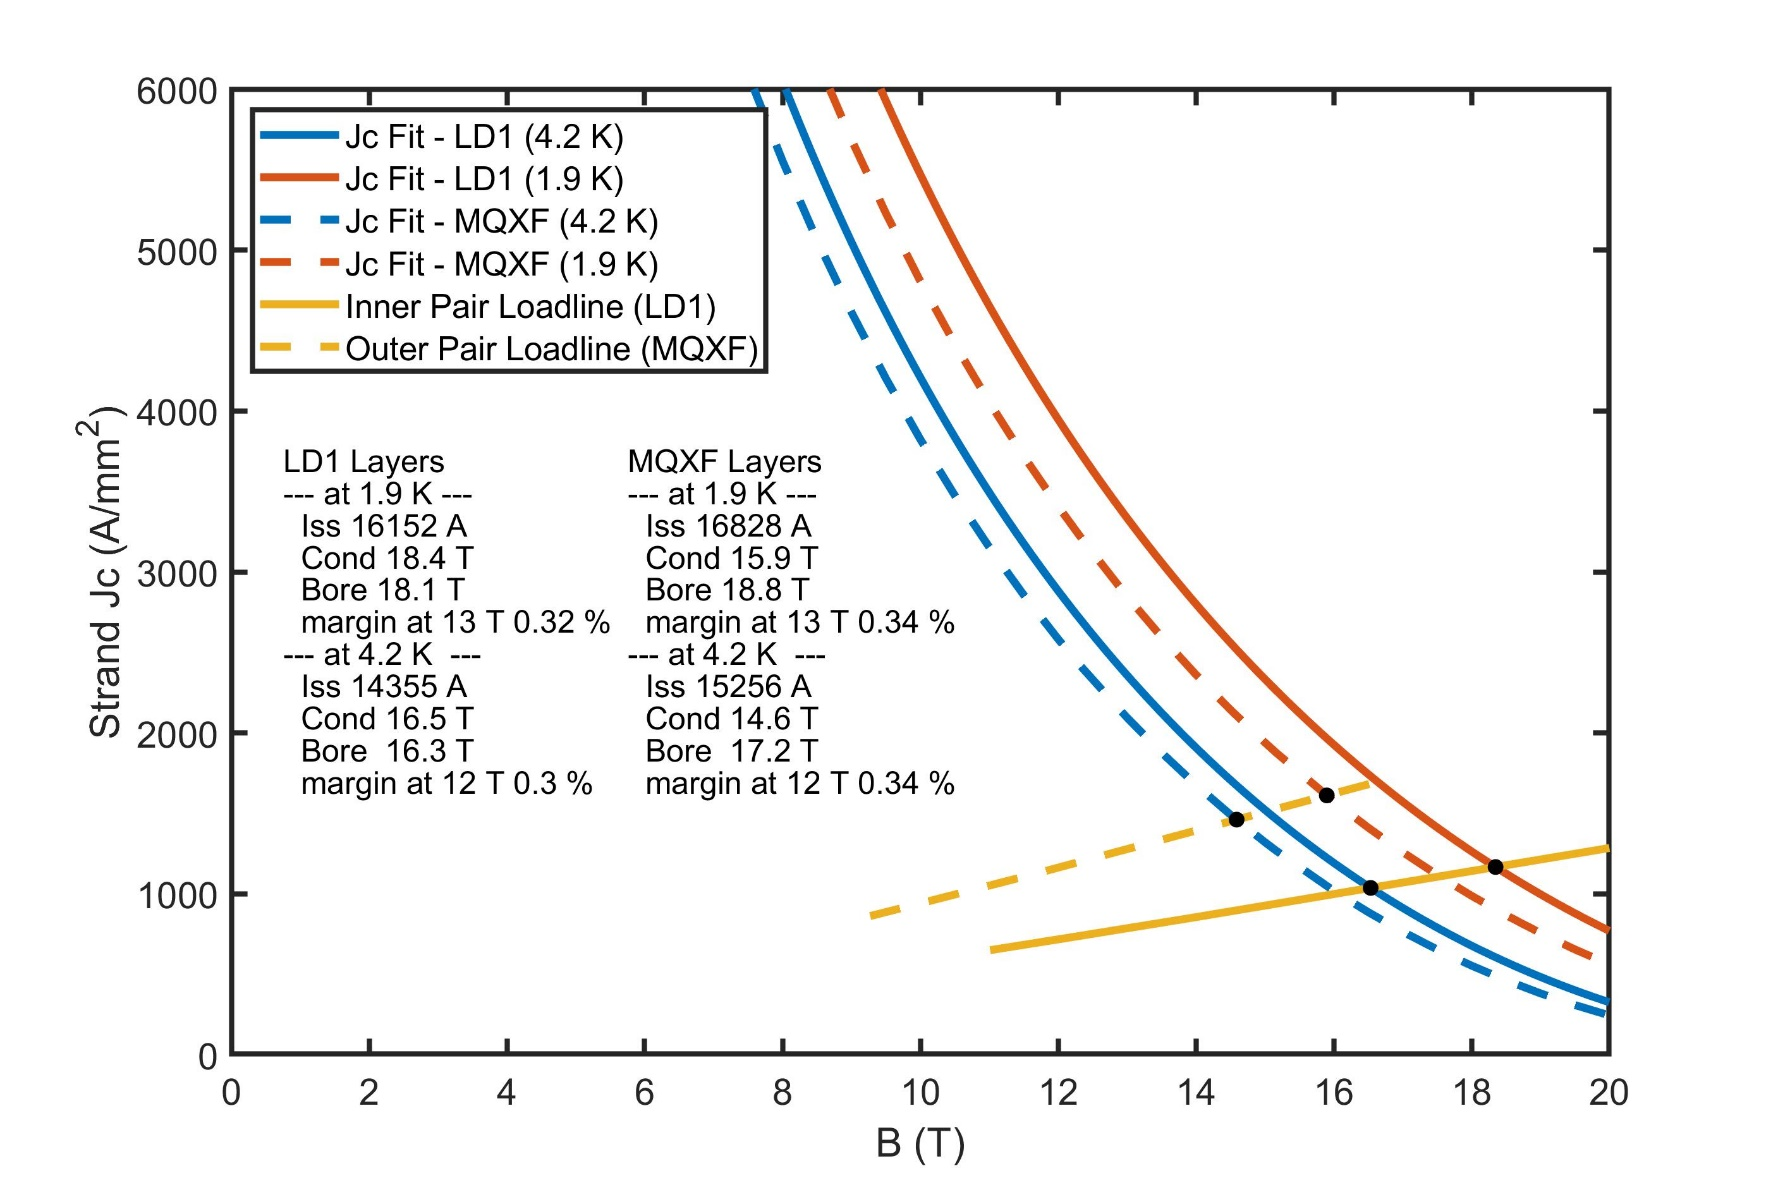 6000
5000
4000
3000
2000
1000
0
Strand Jc (A/mm²)
Jc Fit - LD1 (4.2 K)
Jc Fit - LD1 (1.9 K)
Jc Fit - MQXF (4.2 K)
Jc Fit - MQXF (1.9 K)
Inner Pair Loadline (LD1)
Outer Pair Loadline (MQXF)
LD1 Layers
--- at 1.9 K ---
Iss 16152 A
Cond 18.4 T
Bore 18.1 T
margin at 13 T 0.32 %
--- at 4.2 K ---
Iss 14355 A
Cond 16.5 T
Bore 16.3 T
margin at 12 T 0.3 %
MQXF Layers
--- at 1.9 K ---
Iss 16828 A
Cond 15.9 T
Bore 18.8 T
margin at 13 T 0.34 %
--- at 4.2 K ---
Iss 15256 A
Cond 14.6 T
Bore 17.2 T
margin at 12 T 0.34 %
0 2 4 6 8 10 12 14 16 18 20
B (T)